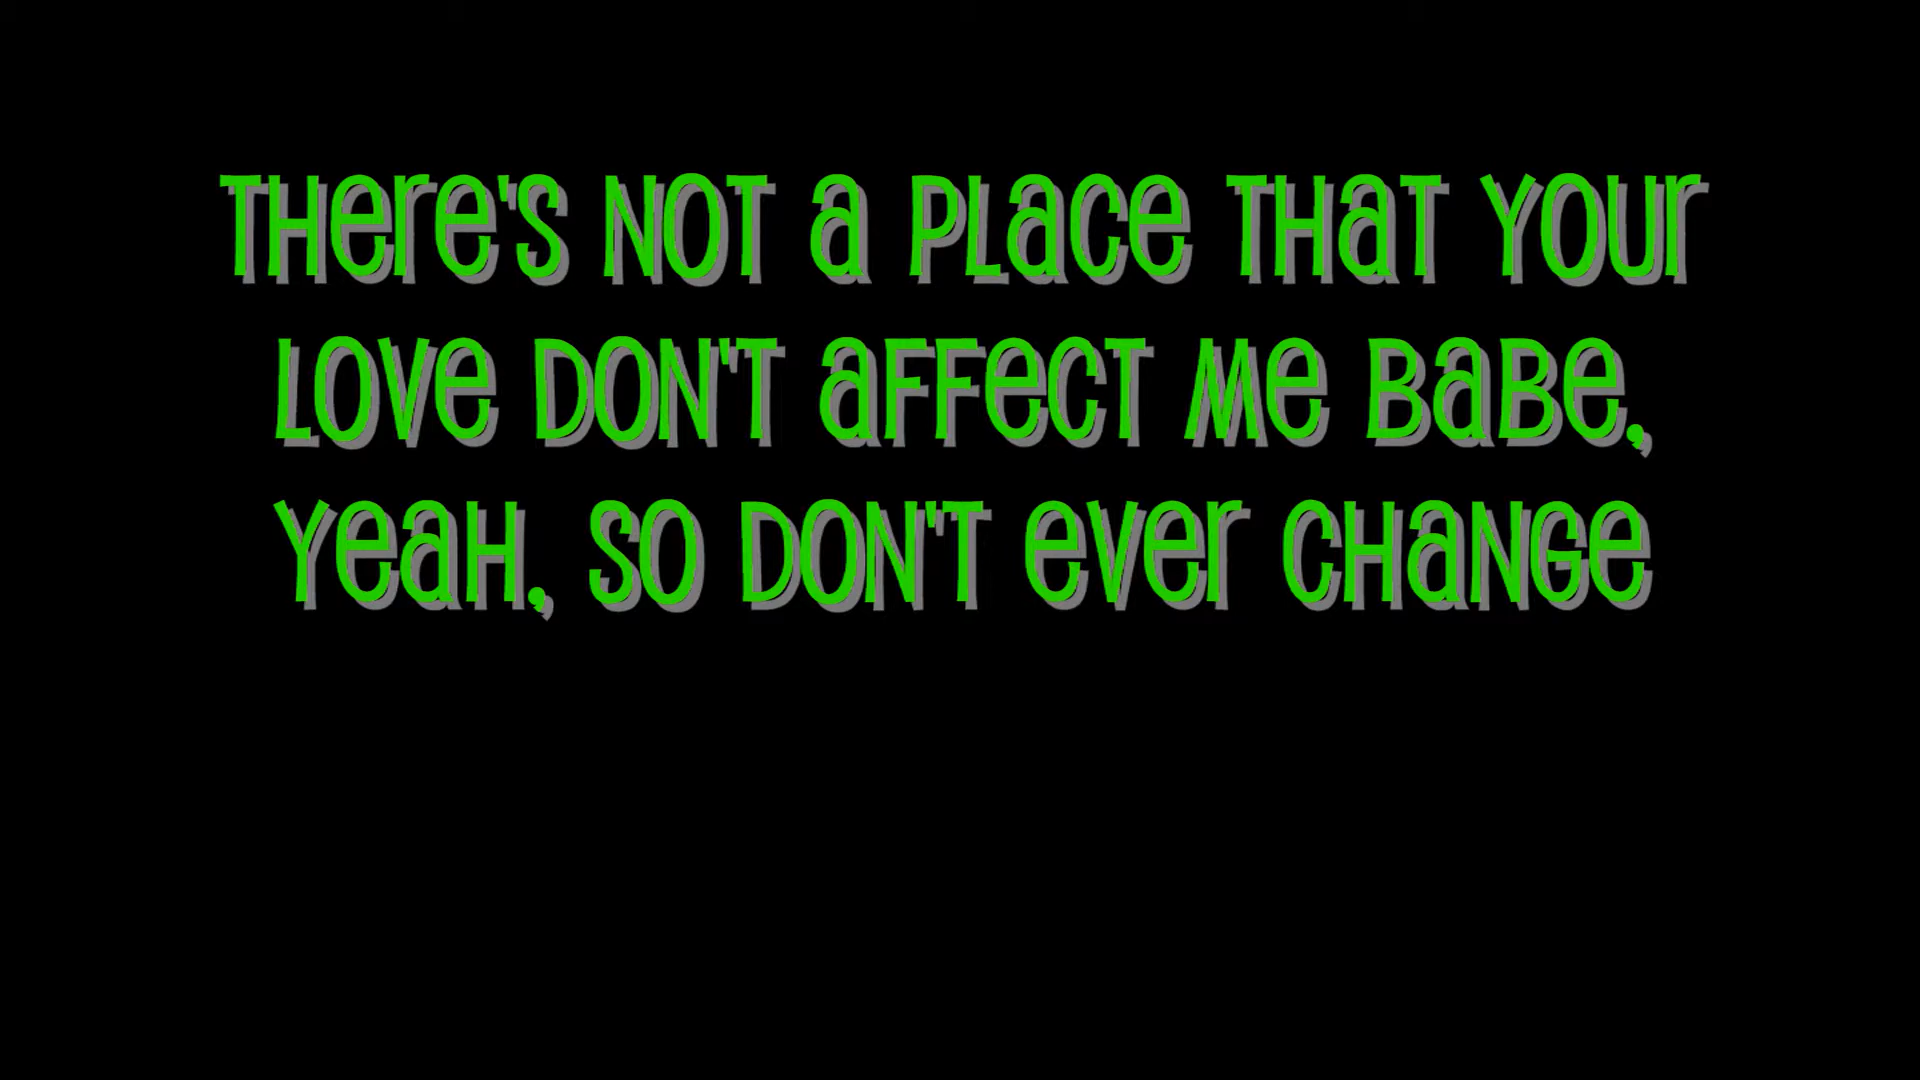 There's not a place that your
love don't affect me babe,
yeah, so don't ever change